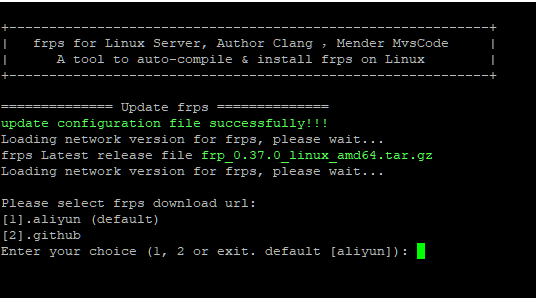 +------------------------------------------------------------+
|   frps for Linux Server, Author Clang , Mender MvsCode     |
|      A tool to auto-compile & install frps on Linux        |
+------------------------------------------------------------+
============== Update frps ==============
update configuration file successfully!!!
Loading network version for frps, please wait...
frps Latest release file frp_0.37.0_linux_amd64.tar.gz
Loading network version for frps, please wait...
Please select frps download url:
[1].aliyun (default)
[2].github
Enter your choice (1, 2 or exit. default [aliyun]):